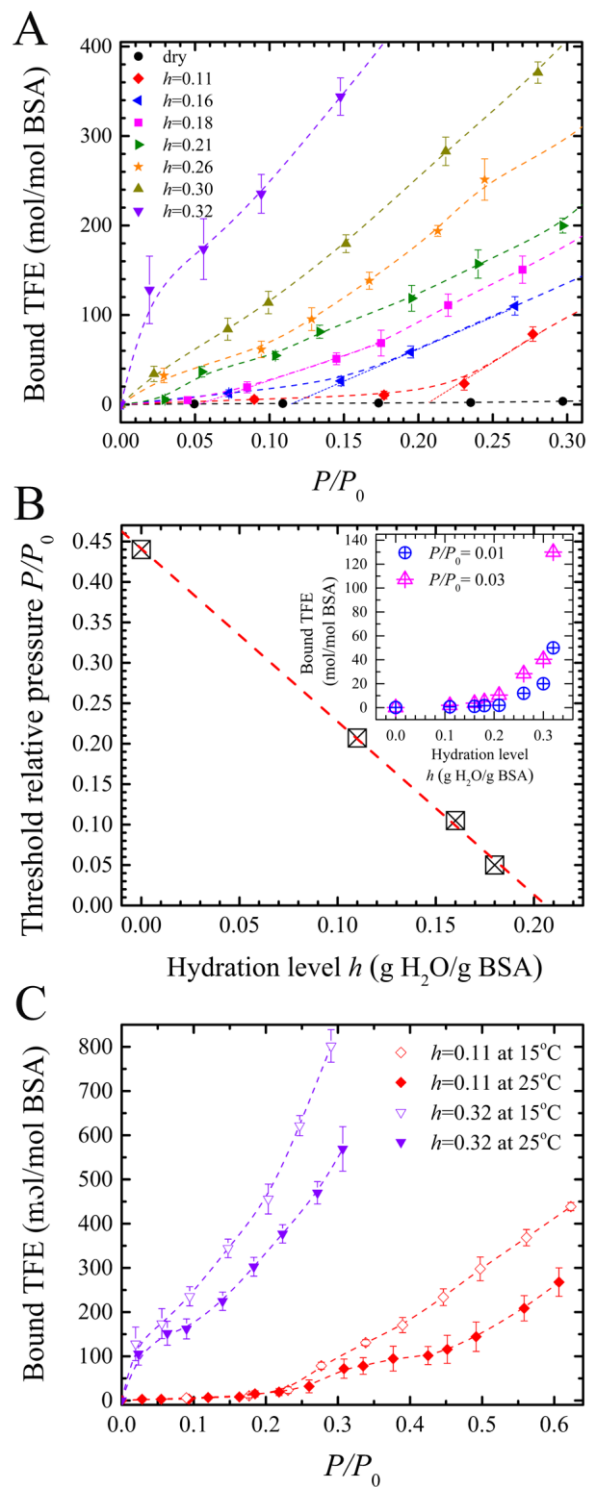 A
Bound TFE (mol/mol BSA)
400
300
200
100
0
dry
h=0.11
h=0.16
h=0.18
h=0.21
h=0.26
h=0.30
h=0.32
0.00 0.05 0.10 0.15 0.20 0.25 0.30
P/P0
B
Threshold relative pressure P/P0
0.45
0.40
0.35
0.30
0.25
0.20
0.15
0.10
0.05
0.00
P/P0= 0.01
P/P0= 0.03
Bound TFE
(mol/mol BSA)
140
120
100
80
60
40
20
0
0.0 0.1 0.2 0.3
Hydration level
h (g H2O/g BSA)
0.00 0.10 0.15 0.20
Hydration level h (g H2O/g BSA)
C
Bound TFE (mol/mol BSA)
800
700
600
500
400
300
200
100
0
h=0.11 at 15°C
h=0.11 at 25°C
h=0.32 at 15°C
h=0.32 at 25°C
0.0 0.1 0.2 0.3 0.4 0.5 0.6
P/P0